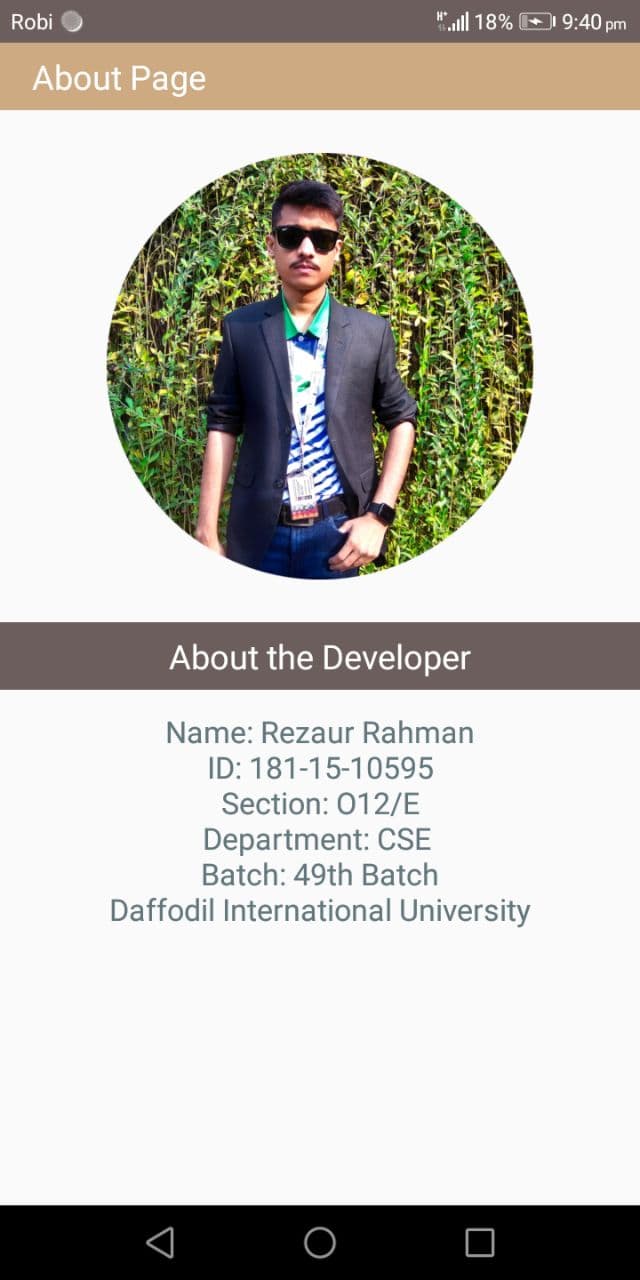 Robi 18% 9:40 pm
About Page
About the Developer
Name: Rezaur Rahman
ID: 181-15-10595
Section: O12/E
Department: CSE
Batch: 49th Batch
Daffodil International University